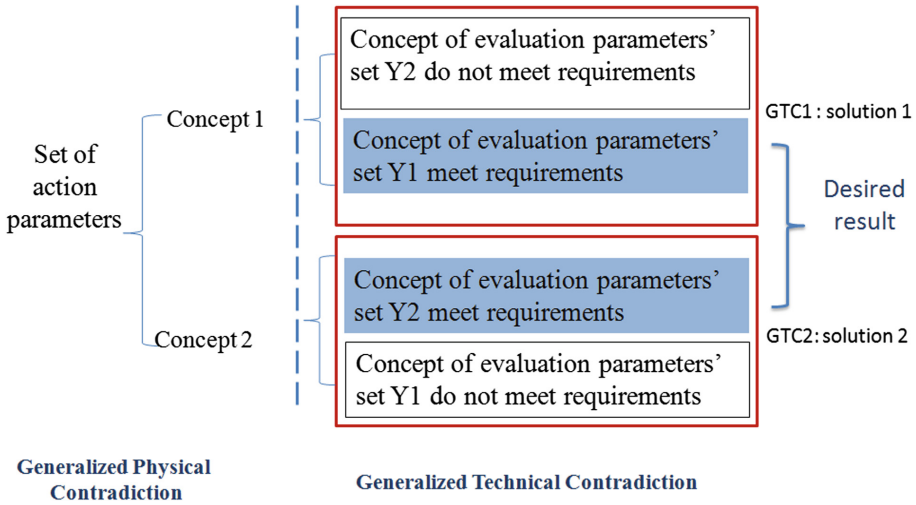 Concept of evaluation parameters'
set Y2 do not meet requirements
Concept 1
GTC1 : solution 1
Concept of evaluation parameters'
set Y1 meet requirements
Set of
action
parameters
Desired
result
Concept of evaluation parameters'
set Y2 meet requirements
Concept 2
GTC2: solution 2
Concept of evaluation parameters'
set Y1 do not meet requirements
Generalized Physical
Contradiction
Generalized Technical Contradiction